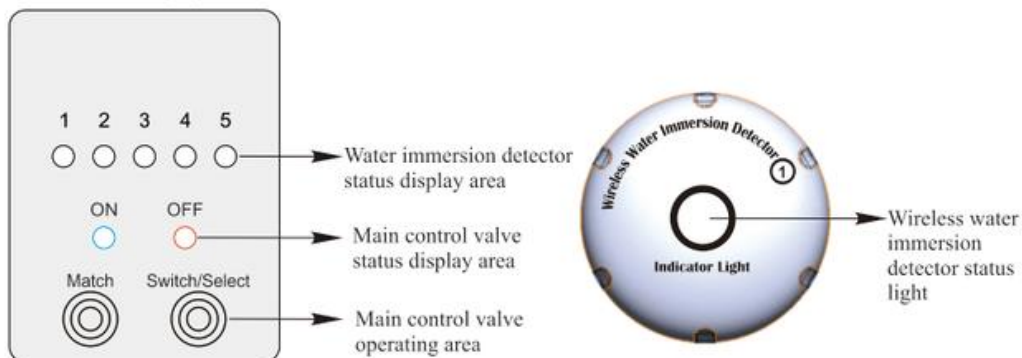 1 2 3 4 5
Water immersion detector
status display area
ON OFF
Main control valve
status display area
Match Switch/Select
Main control valve
operating area
Wireless Water Immersion Detector
1
Indicator Light
Wireless water
immersion
detector status
light